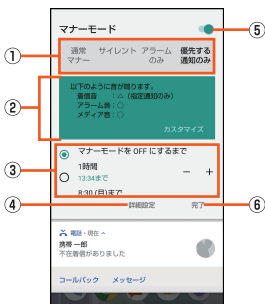 マナーモード
⑤
①
通常 サイレント アラーム 優先する
マナー のみ 通知のみ
②
以下のように音が鳴ります。
着信音 ：△（指定通知のみ）
アラーム音：○
メディア音：○
カスタマイズ
③
マナーモードを OFF にするまで
1時間
13:34まで
－ ＋
8:30 (月)まで
④
詳細設定 完了
⑥
電話・現在
携帯 一郎
不在着信がありました
コールバック メッセージ